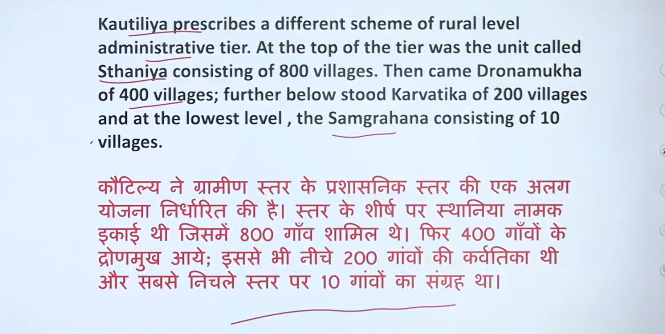 Kautiliya prescribes a different scheme of rural level
administrative tier. At the top of the tier was the unit called
Sthaniya consisting of 800 villages. Then came Dronamukha
of 400 villages; further below stood Karvatika of 200 villages
and at the lowest level , the Samgrahana consisting of 10
villages.
कौटिल्य ने ग्रामीण स्तर के प्रशासनिक स्तर की एक अलग
योजना निर्धारित की है। स्तर के शीर्ष पर स्थानिया नामक
इकाई थी जिसमें 800 गाँव शामिल थे। फिर 400 गाँवों के
द्रोणमुख आये; इससे भी नीचे 200 गांवों की कर्वतिका थी
और सबसे निचले स्तर पर 10 गांवों का संग्रह था।